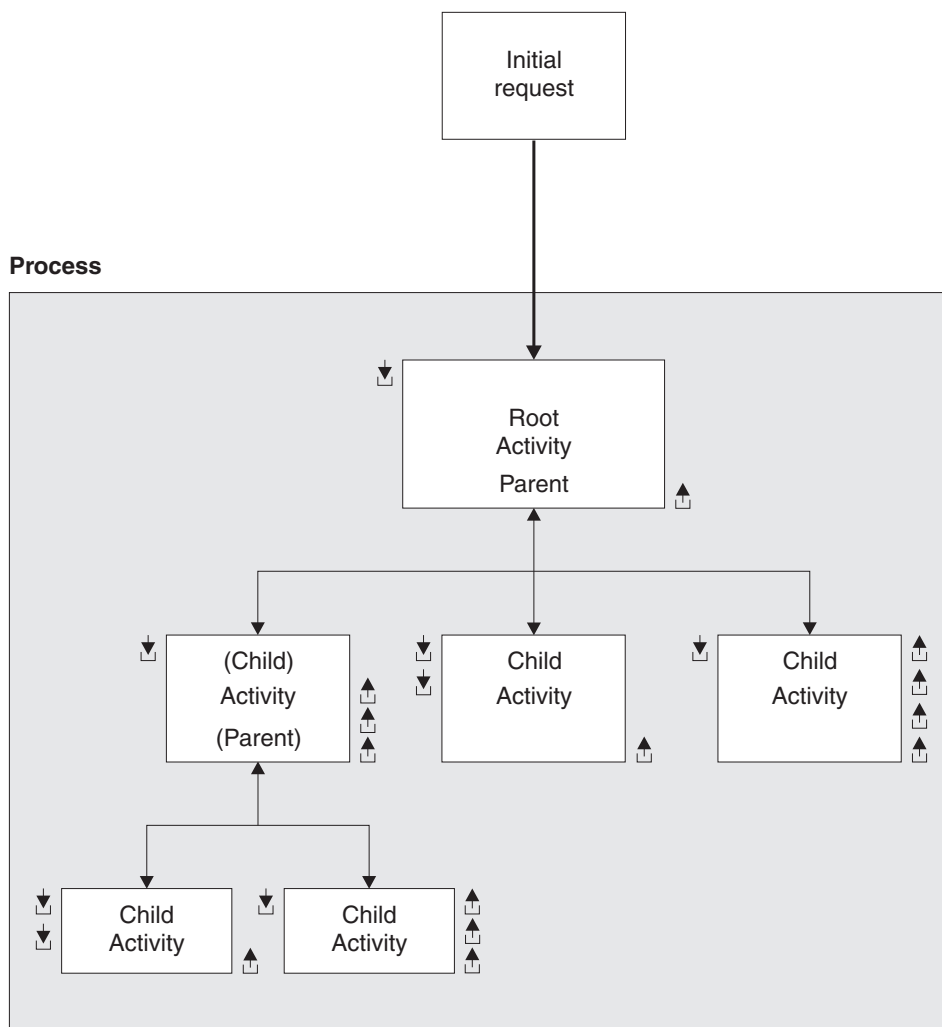 Initial
request
Process
Root
Activity
Parent
(Child)
Activity
(Parent)
Child
Activity
Child
Activity
Child
Activity
Child
Activity